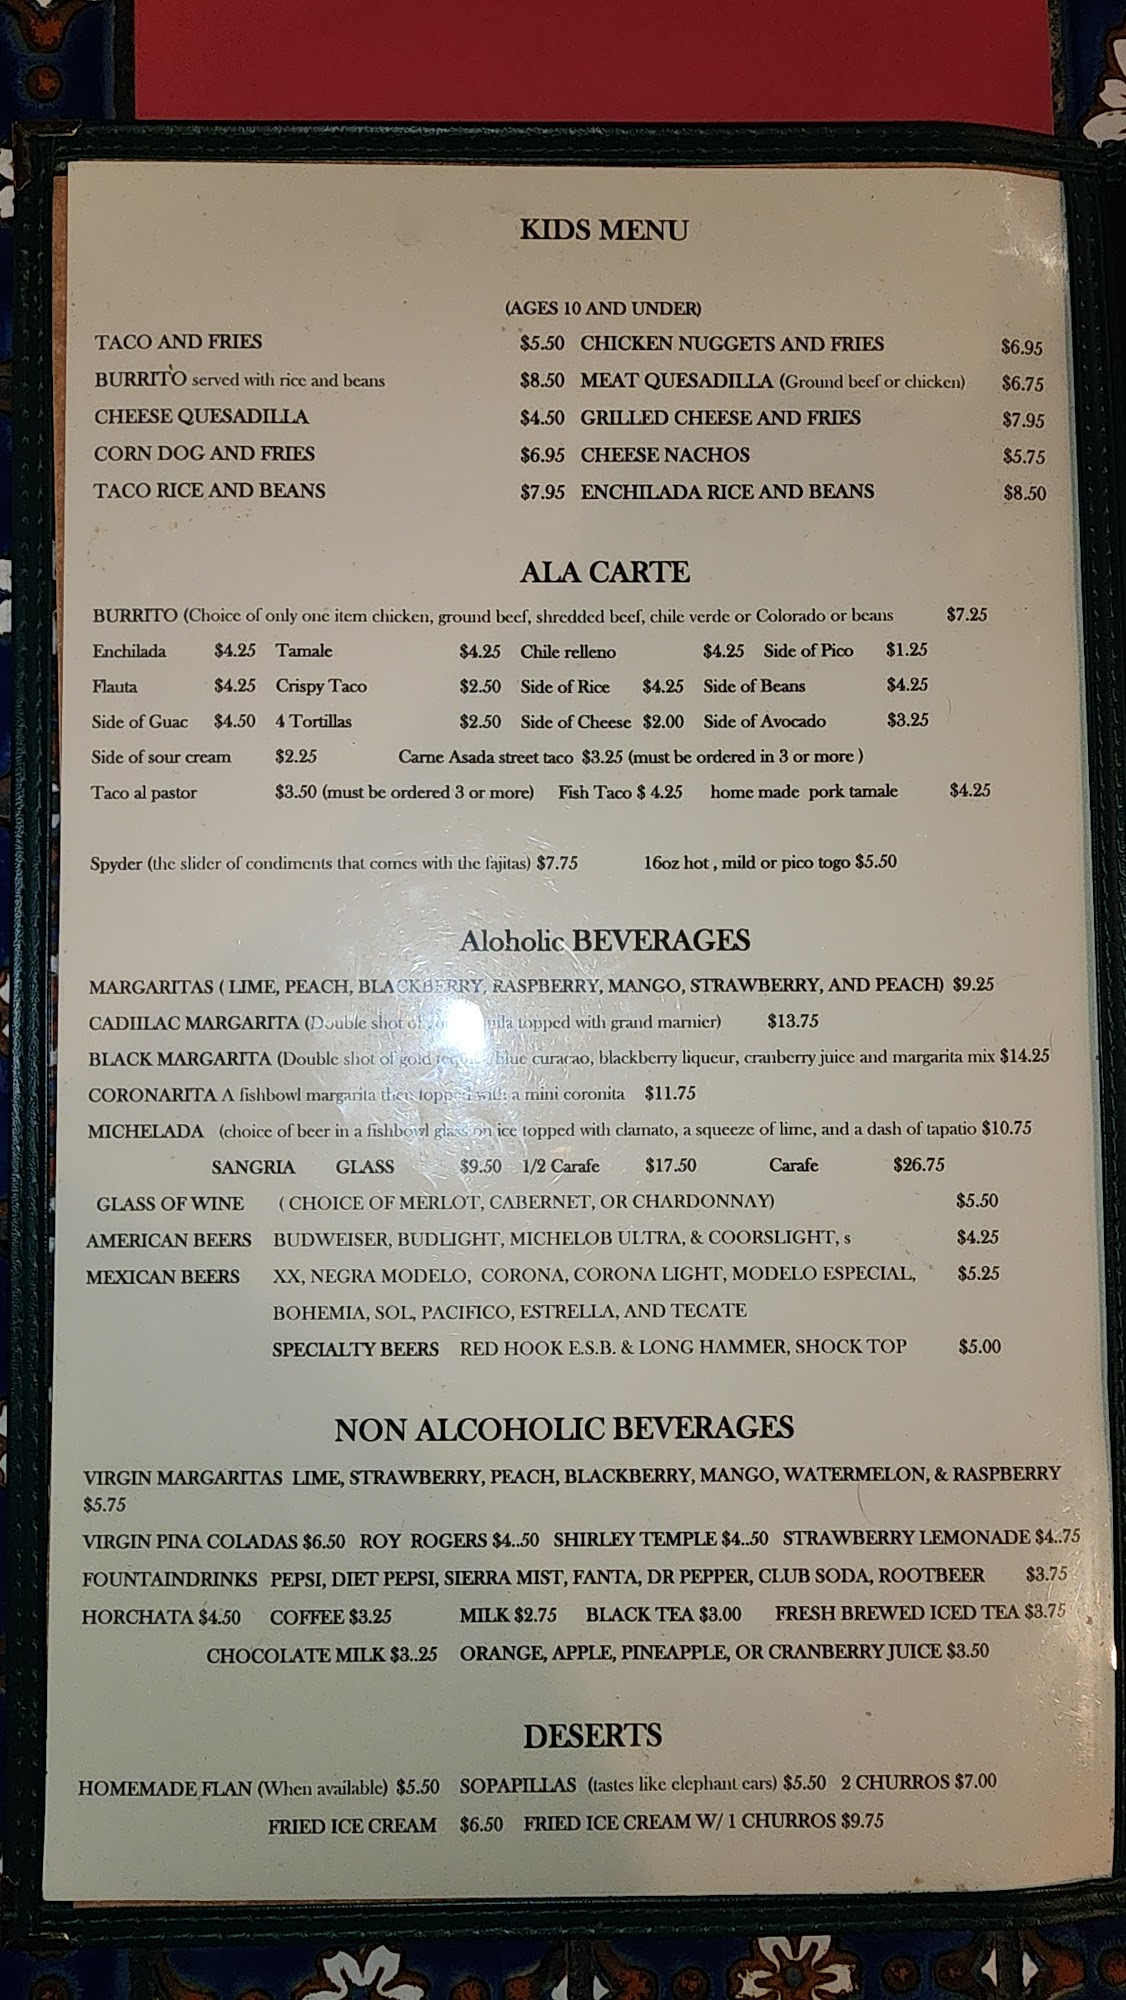 KIDS MENU
(AGES 10 AND UNDER)
TACO AND FRIES $5.50 CHICKEN NUGGETS AND FRIES $6.95
BURRITO served with rice and beans $8.50 MEAT QUESADILLA (Ground beef or chicken) $6.75
CHEESE QUESADILLA $4.50 GRILLED CHEESE AND FRIES $7.95
CORN DOG AND FRIES $6.95 CHEESE NACHOS $5.75
TACO RICE AND BEANS $7.95 ENCHILADA RICE AND BEANS $8.50
ALA CARTE
BURRITO (Choice of only one item chicken, ground beef, shredded beef, chile verde or Colorado or beans $7.25
Enchilada $4.25 Tamale $4.25 Chile relleno $4.25 Side of Pico $1.25
Flauta $4.25 Crispy Taco $2.50 Side of Rice $4.25 Side of Beans $4.25
Side of Guac $4.50 4 Tortillas $2.50 Side of Cheese $2.00 Side of Avocado $3.25
Side of sour cream $2.25 Carne Asada street taco $3.25 (must be ordered in 3 or more )
Taco al pastor $3.50 (must be ordered 3 or more) Fish Taco $ 4.25 home made pork tamale $4.25
Spyder (the slider of condiments that comes with the fajitas) $7.75 16oz hot , mild or pico togo $5.50
Aloholic BEVERAGES
MARGARITAS ( LIME, PEACH, BLACKBERRY, RASPBERRY, MANGO, STRAWBERRY, AND PEACH) $9.25
CADIILAC MARGARITA (Double shot of topped with grand marnier) $13.75
BLACK MARGARITA (Double shot of gold tequila, blue curacao, blackberry liqueur, cranberry juice and margarita mix $14.25
CORONARITA A fishbowl margarita then topped with a mini coronita $11.75
MICHELADA (choice of beer in a fishbowl glass on ice topped with clamato, a squeeze of lime, and a dash of tapatio $10.75
SANGRIA GLASS $9.50 1/2 Carafe $17.50 Carafe $26.75
GLASS OF WINE ( CHOICE OF MERLOT, CABERNET, OR CHARDONNAY) $5.50
AMERICAN BEERS BUDWEISER, BUDLIGHT, MICHELOB ULTRA, & COORSLIGHT, s $4.25
MEXICAN BEERS XX, NEGRA MODELO, CORONA, CORONA LIGHT, MODELO ESPECIAL, $5.25
BOHEMIA, SOL, PACIFICO, ESTRELLA, AND TECATE
SPECIALTY BEERS RED HOOK E.S.B. & LONG HAMMER, SHOCK TOP $5.00
NON ALCOHOLIC BEVERAGES
VIRGIN MARGARITAS LIME, STRAWBERRY, PEACH, BLACKBERRY, MANGO, WATERMELON, & RASPBERRY
$5.75
VIRGIN PINA COLADAS $6.50 ROY ROGERS $4..50 SHIRLEY TEMPLE $4..50 STRAWBERRY LEMONADE $4..75
FOUNTAINDRINKS PEPSI, DIET PEPSI, SIERRA MIST, FANTA, DR PEPPER, CLUB SODA, ROOTBEER $3.75
HORCHATA $4.50 COFFEE $3.25 MILK $2.75 BLACK TEA $3.00 FRESH BREWED ICED TEA $3.75
CHOCOLATE MILK $3..25 ORANGE, APPLE, PINEAPPLE, OR CRANBERRY JUICE $3.50
DESERTS
HOMEMADE FLAN (When available) $5.50 SOPAPILLAS (tastes like elephant ears) $5.50 2 CHURROS $7.00
FRIED ICE CREAM $6.50 FRIED ICE CREAM W/ 1 CHURROS $9.75